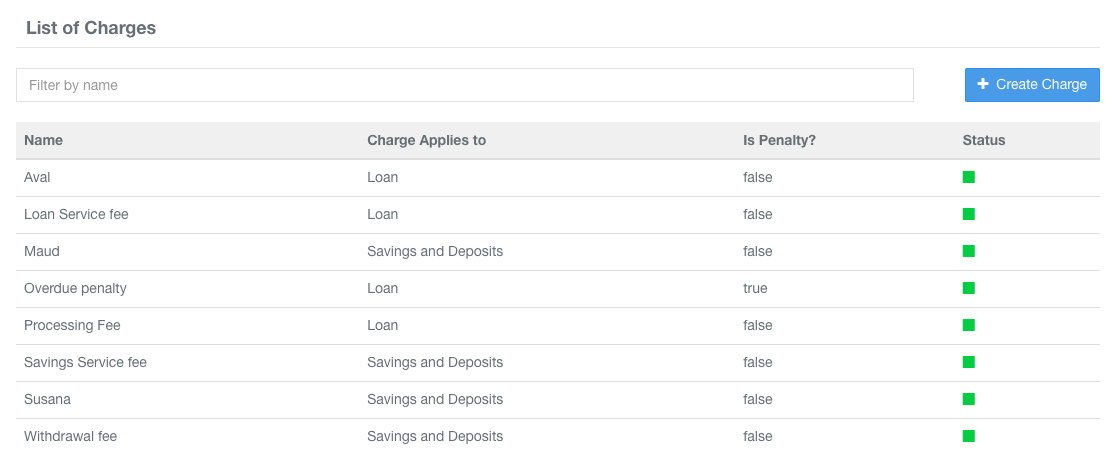 List of Charges
Filter by name
Create Charge
Name Charge Applies to Is Penalty? Status
Aval Loan false
Loan Service fee Loan false
Maud Savings and Deposits false
Overdue penalty Loan true
Processing Fee Loan false
Savings Service fee Savings and Deposits false
Susana Savings and Deposits false
Withdrawal fee Savings and Deposits false